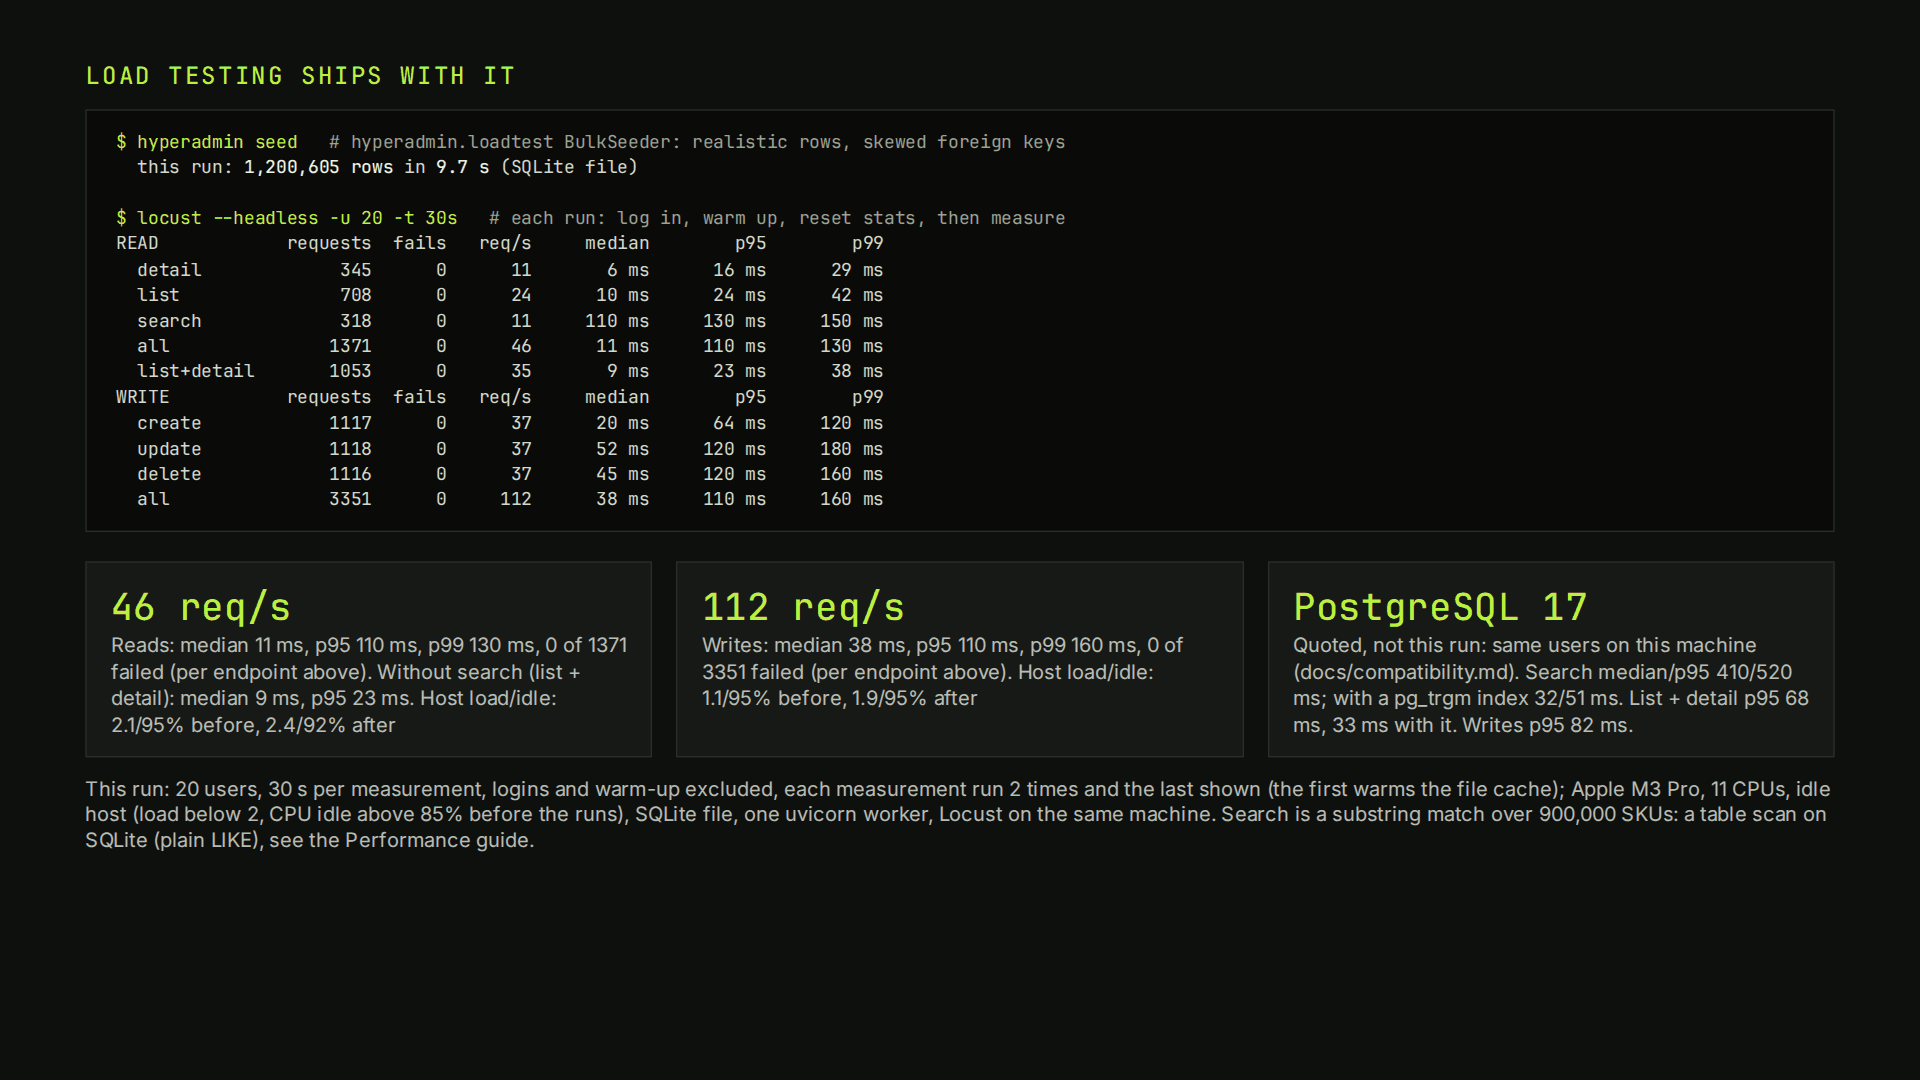 LOAD TESTING SHIPS WITH IT
$ hyperadmin seed   # hyperadmin.loadtest BulkSeeder: realistic rows, skewed foreign keys
  this run: 1,200,605 rows in 9.7 s (SQLite file)
$ locust --headless -u 20 -t 30s   # each run: log in, warm up, reset stats, then measure
READ            requests  fails   req/s     median        p95        p99
  detail             345      0      11       6 ms      16 ms      29 ms
  list               708      0      24      10 ms      24 ms      42 ms
  search             318      0      11     110 ms     130 ms     150 ms
  all               1371      0      46      11 ms     110 ms     130 ms
  list+detail       1053      0      35       9 ms      23 ms      38 ms
WRITE           requests  fails   req/s     median        p95        p99
  create            1117      0      37      20 ms      64 ms     120 ms
  update            1118      0      37      52 ms     120 ms     180 ms
  delete            1116      0      37      45 ms     120 ms     160 ms
  all               3351      0     112      38 ms     110 ms     160 ms
46 req/s
Reads: median 11 ms, p95 110 ms, p99 130 ms, 0 of 1371
failed (per endpoint above). Without search (list +
detail): median 9 ms, p95 23 ms. Host load/idle:
2.1/95% before, 2.4/92% after
112 req/s
Writes: median 38 ms, p95 110 ms, p99 160 ms, 0 of
3351 failed (per endpoint above). Host load/idle:
1.1/95% before, 1.9/95% after
PostgreSQL 17
Quoted, not this run: same users on this machine
(docs/compatibility.md). Search median/p95 410/520
ms; with a pg_trgm index 32/51 ms. List + detail p95 68
ms, 33 ms with it. Writes p95 82 ms.
This run: 20 users, 30 s per measurement, logins and warm-up excluded, each measurement run 2 times and the last shown (the first warms the file cache); Apple M3 Pro, 11 CPUs, idle
host (load below 2, CPU idle above 85% before the runs), SQLite file, one uvicorn worker, Locust on the same machine. Search is a substring match over 900,000 SKUs: a table scan on
SQLite (plain LIKE), see the Performance guide.